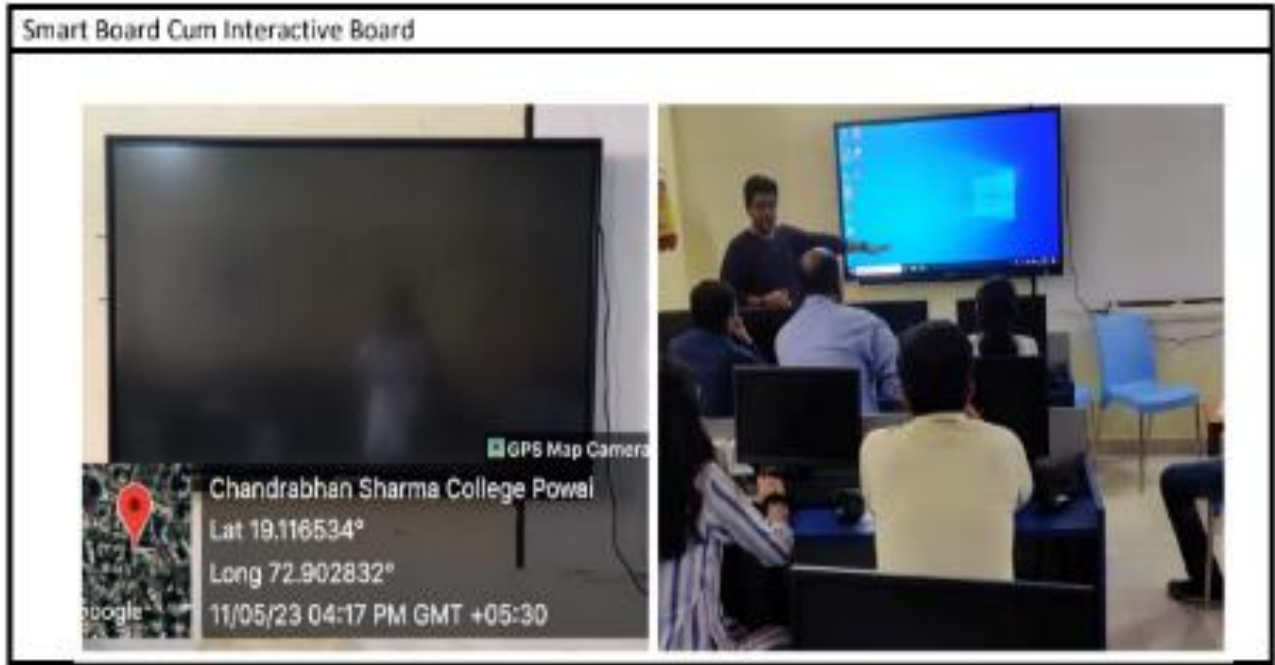 Smart Board Cum Interactive Board
GPS Map Camera
Chandrabhan Sharma College Powai
Lat 19.116534°
Long 72.902832°
11/05/23 04:17 PM GMT +05:30
Google